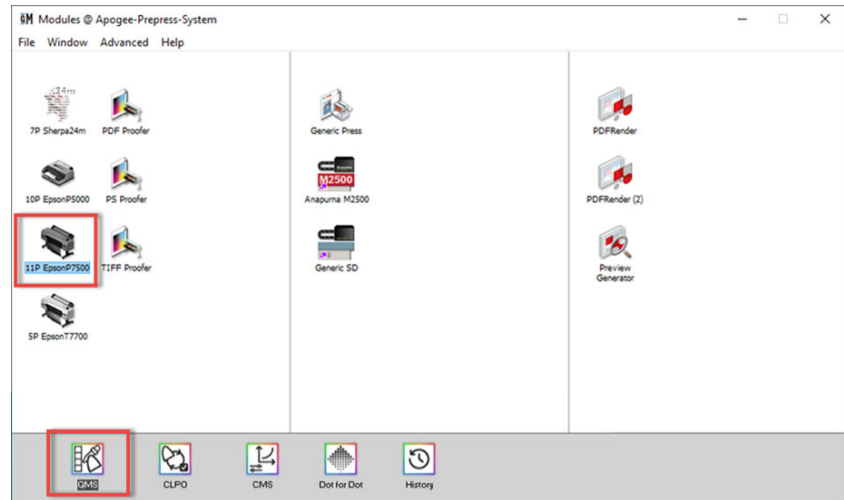 Modules @ Apogee-Prepress-System
File Window Advanced Help
24m
7P Sherpa24m PDF Proofer
10P EpsonP5000 PS Proofer
11P EpsonP7500 TIFF Proofer
5P EpsonT7700
Generic Press
M2500
Anapurna M2500
Generic SD
PDFRender
PDFRender (2)
Preview
Generator
QMS CLPO CMS Dot for Dot History